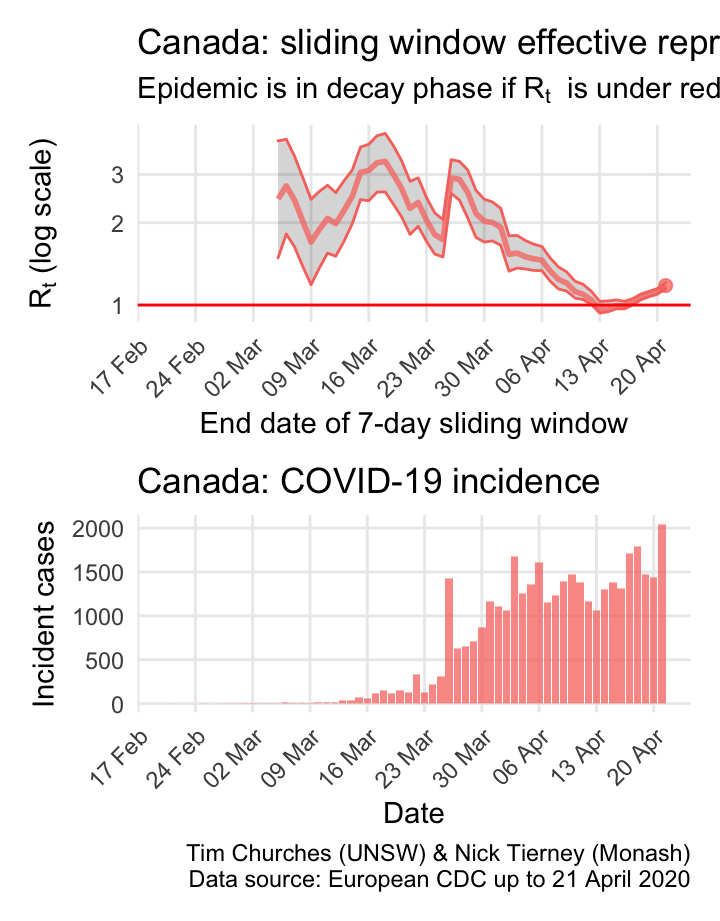 Canada: sliding window effective repr
Epidemic is in decay phase if Rt is under red
Rt (log scale)
3
2
1
17 Feb
24 Feb
02 Mar
09 Mar
16 Mar
23 Mar
30 Mar
06 Apr
13 Apr
20 Apr
End date of 7-day sliding window
Canada: COVID-19 incidence
Incident cases
2000
1500
1000
500
0
17 Feb
24 Feb
02 Mar
09 Mar
16 Mar
23 Mar
30 Mar
06 Apr
13 Apr
20 Apr
Date
Tim Churches (UNSW) & Nick Tierney (Monash)
Data source: European CDC up to 21 April 2020